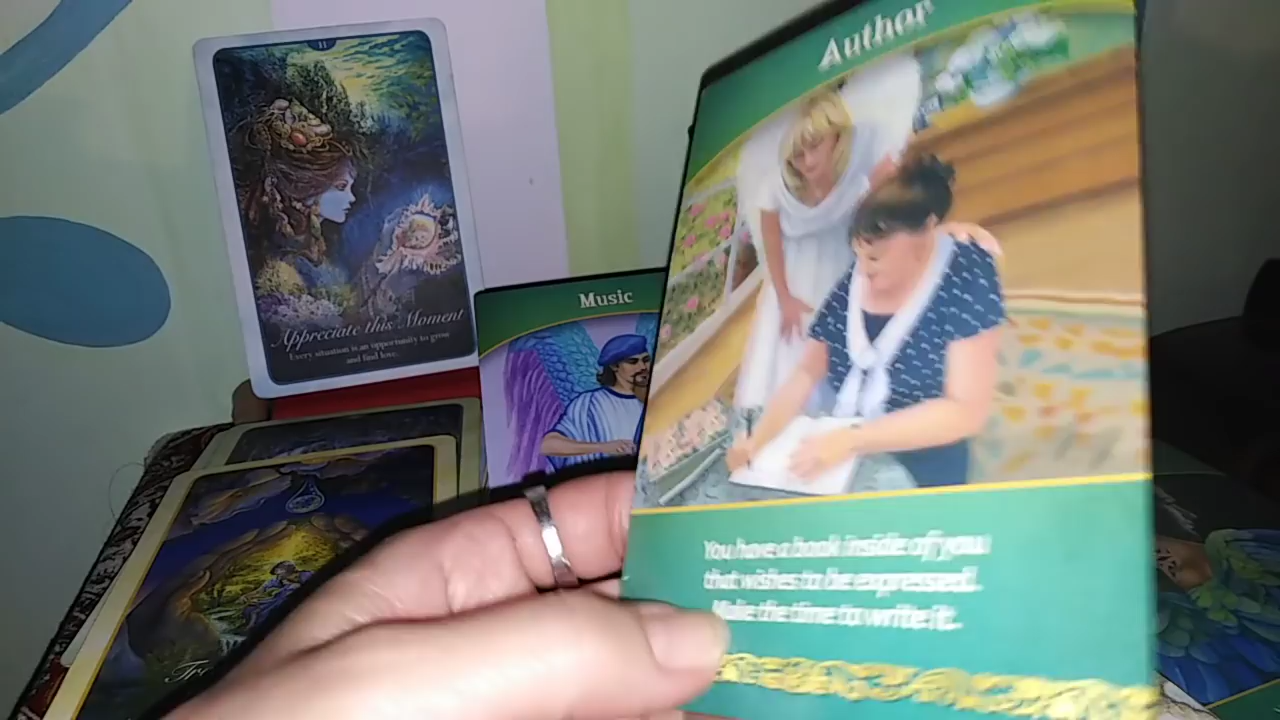 11
Appreciate this Moment
Every situation is an opportunity to grow
and find love.
Music
Author
You have a book inside of you
that wishes to be expressed.
Make the time to write it.